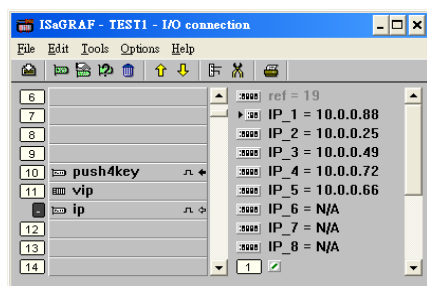 ISaGRAF - TEST1 - I/O connection
File Edit Tools Options Help
6
7
8
9
10 push4key
11 vip
ip
12
13
14
ref = 19
IP_1 = 10.0.0.88
IP_2 = 10.0.0.25
IP_3 = 10.0.0.49
IP_4 = 10.0.0.72
IP_5 = 10.0.0.66
IP_6 = N/A
IP_7 = N/A
IP_8 = N/A
1